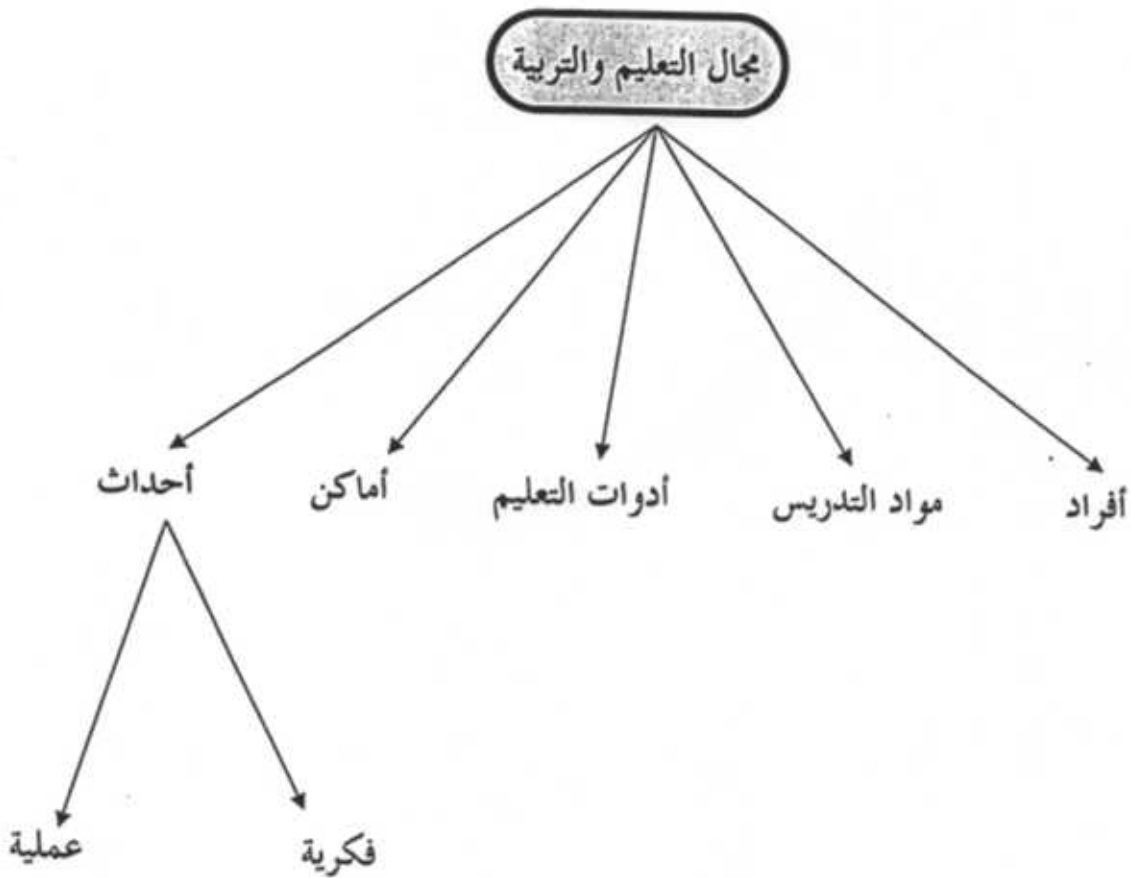 مجال التعليم والتربية
أفراد
مواد التدريس
أدوات التعليم
أماكن
أحداث
فكرية
عملية